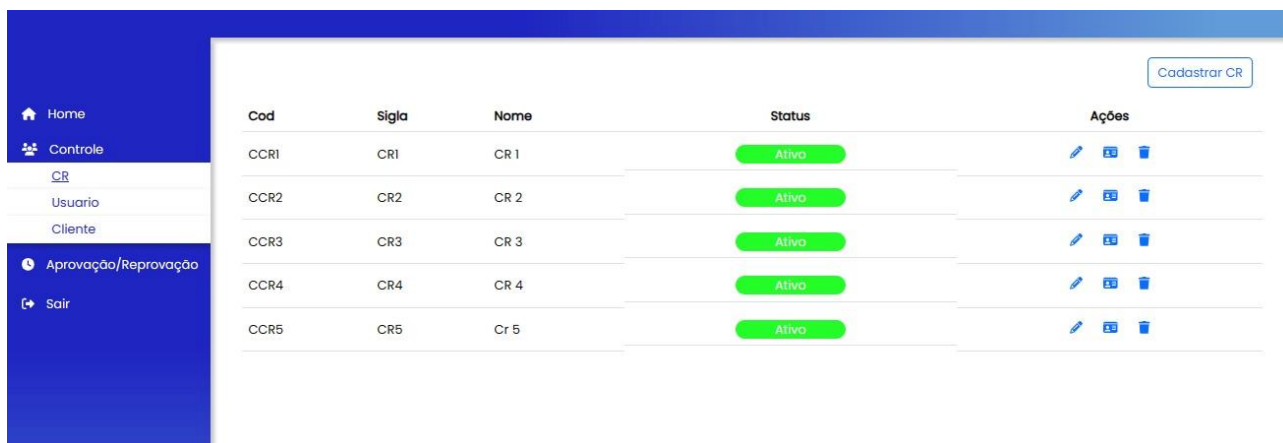 Cadastrar CR
Home
Controle
CR
Usuario
Cliente
Aprovação/Reprovação
Sair
Cod Sigla Nome Status Ações
CCR1 CR1 CR 1 Ativo
CCR2 CR2 CR 2 Ativo
CCR3 CR3 CR 3 Ativo
CCR4 CR4 CR 4 Ativo
CCR5 CR5 Cr 5 Ativo